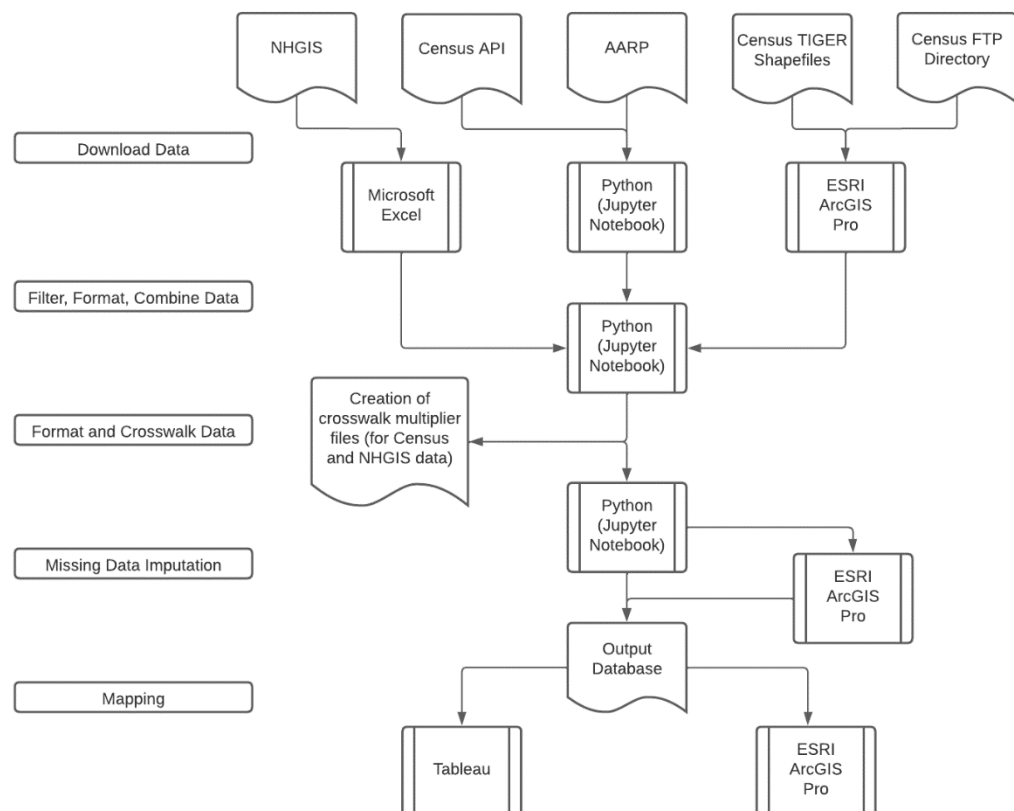 NHGIS
Census API
AARP
Census TIGER
Shapefiles
Census FTP
Directory
Download Data
Microsoft
Excel
Python
(Jupyter
Notebook)
ESRI
ArcGIS
Pro
Filter, Format, Combine Data
Python
(Jupyter
Notebook)
Format and Crosswalk Data
Creation of
crosswalk multiplier
files (for Census
and NHGIS data)
Python
(Jupyter
Notebook)
Missing Data Imputation
ESRI
ArcGIS
Pro
Output
Database
Mapping
Tableau
ESRI
ArcGIS
Pro